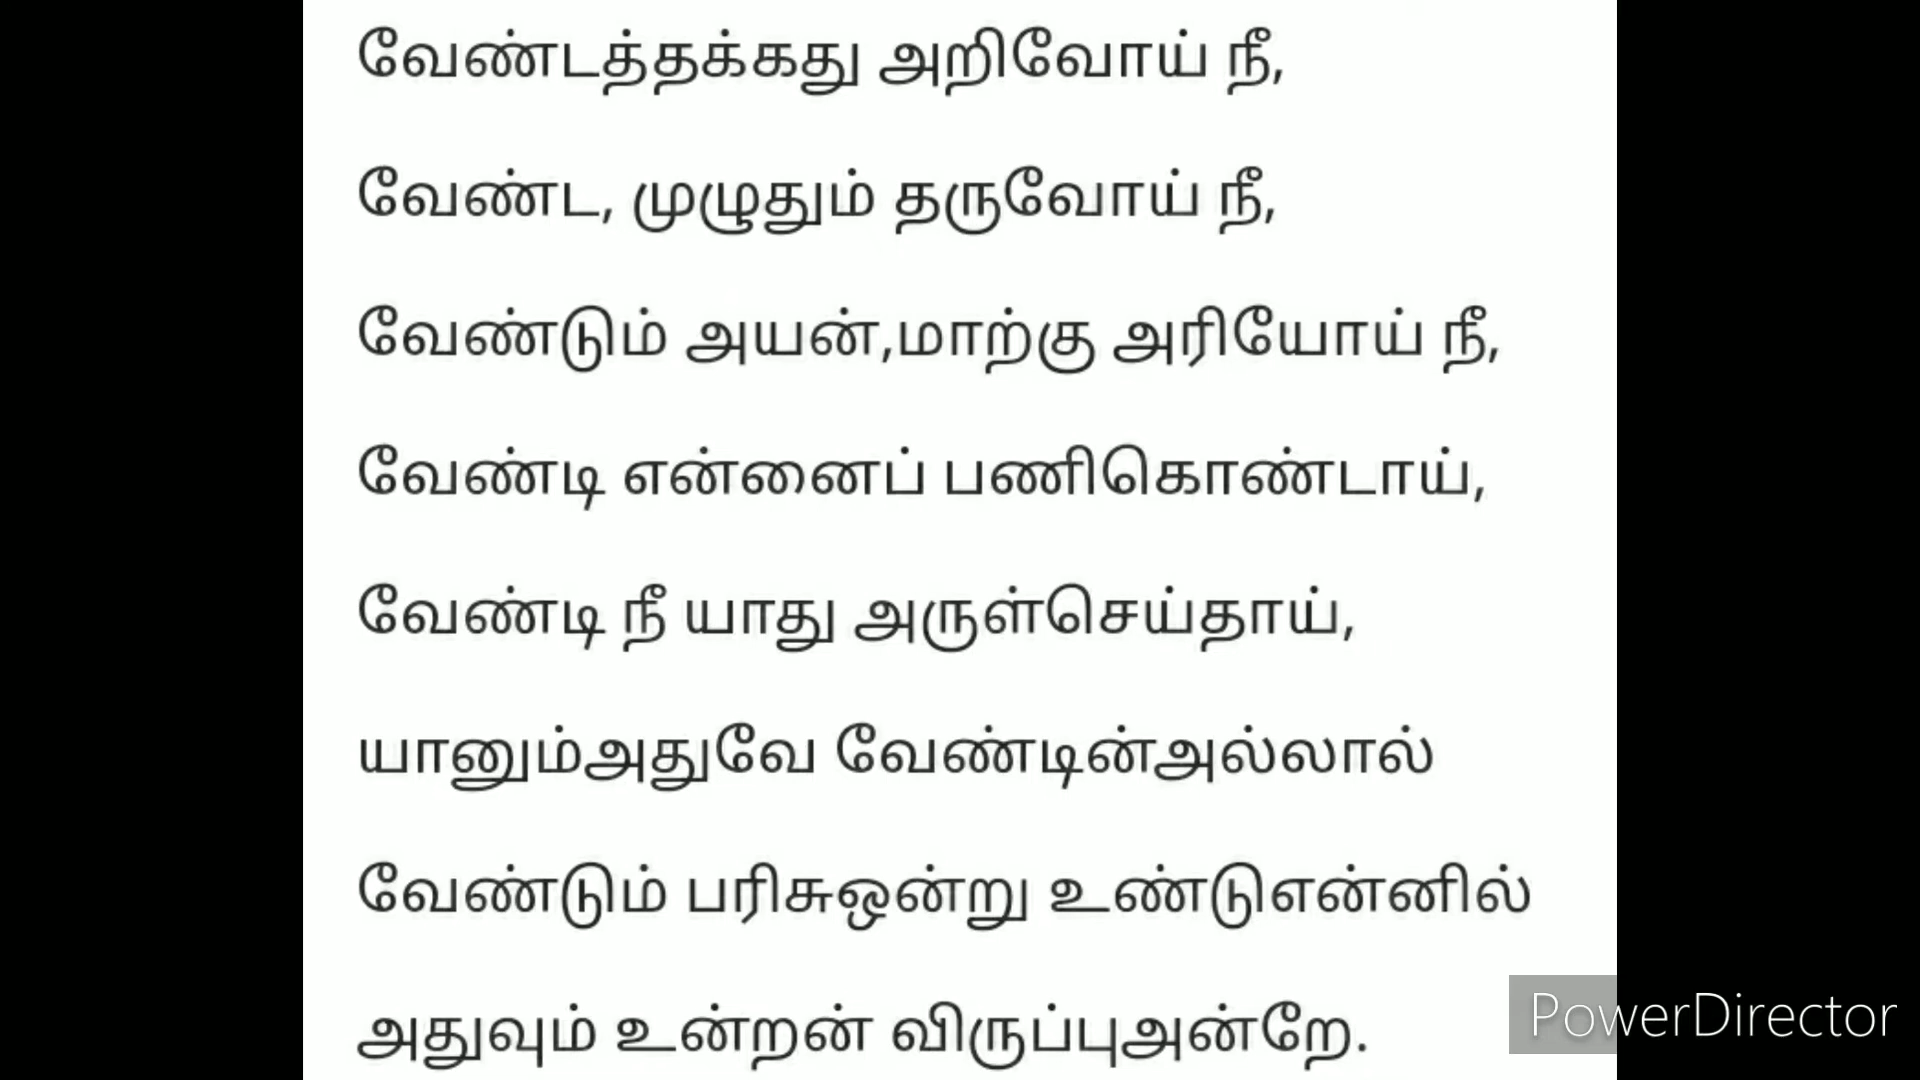 வேண்டத்தக்கது அறிவோய் நீ,
வேண்ட, முழுதும் தருவோய் நீ,
வேண்டும் அயன்,மாற்கு அரியோய் நீ,
வேண்டி என்னைப் பணிகொண்டாய்,
வேண்டி நீ யாது அருள்செய்தாய்,
யானும்அதுவே வேண்டின்அல்லால்
வேண்டும் பரிசுஒன்று உண்டுஎன்னில்
அதுவும் உன்றன் விருப்புஅன்றே.
PowerDirector